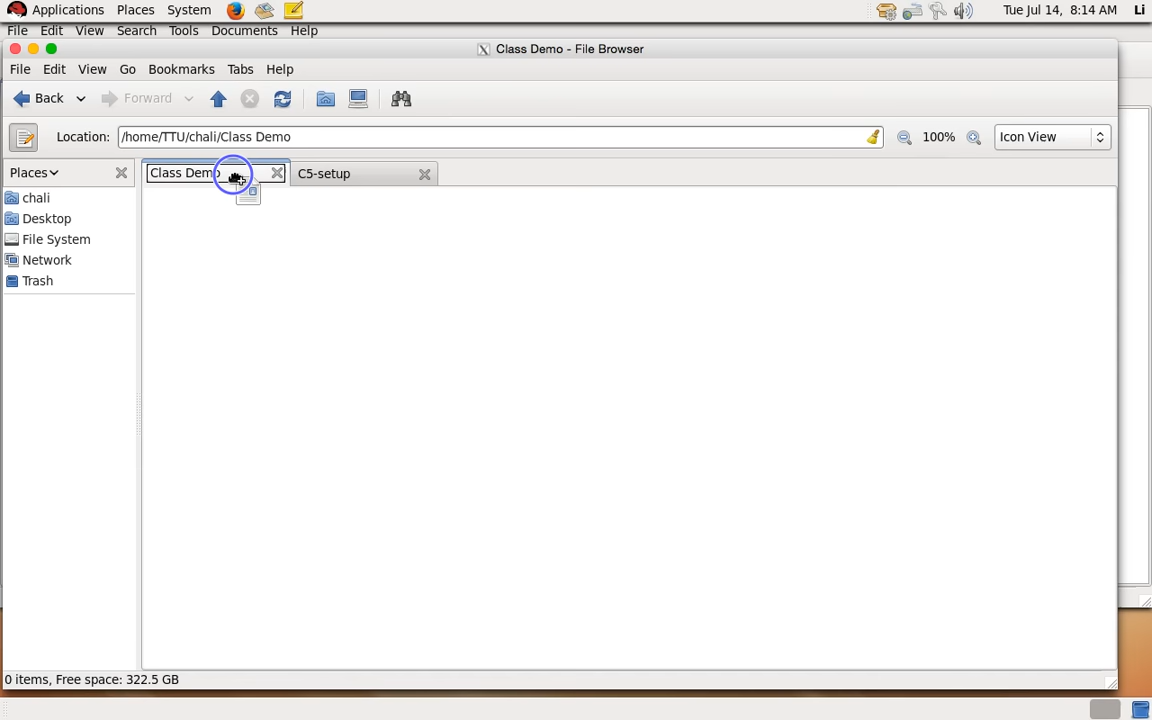 Applications Places System Tue Jul 14, 8:14 AM Li
File Edit View Search Tools Documents Help
Class Demo - File Browser
File Edit View Go Bookmarks Tabs Help
Back Forward
Location: /home/TTU/chali/Class Demo 100% Icon View
Places Class Demo C5-setup
chali
Desktop
File System
Network
Trash
0 items, Free space: 322.5 GB